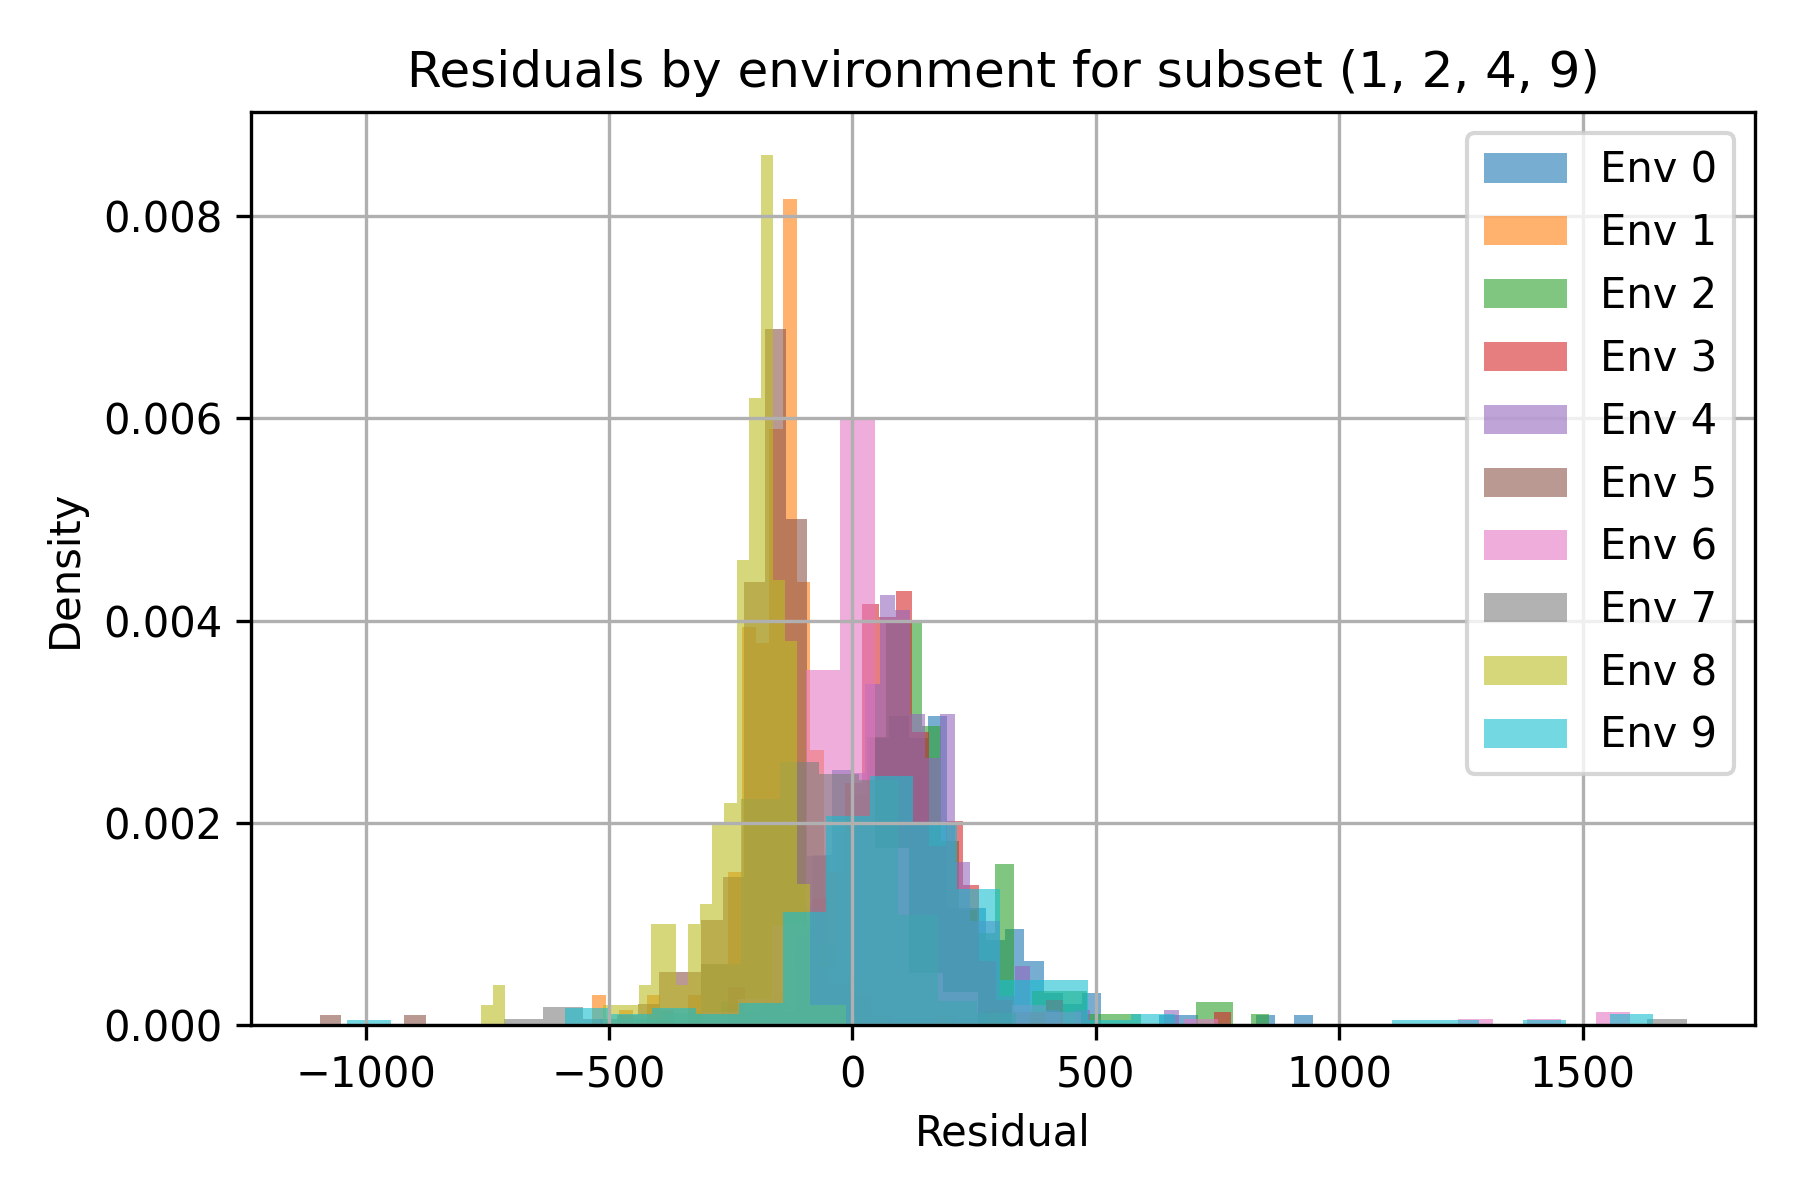 Residuals by environment for subset (1, 2, 4, 9)
Density
0.008
0.006
0.004
0.002
0.000
−1000
−500
0
500
1000
1500
Residual
Env 0
Env 1
Env 2
Env 3
Env 4
Env 5
Env 6
Env 7
Env 8
Env 9